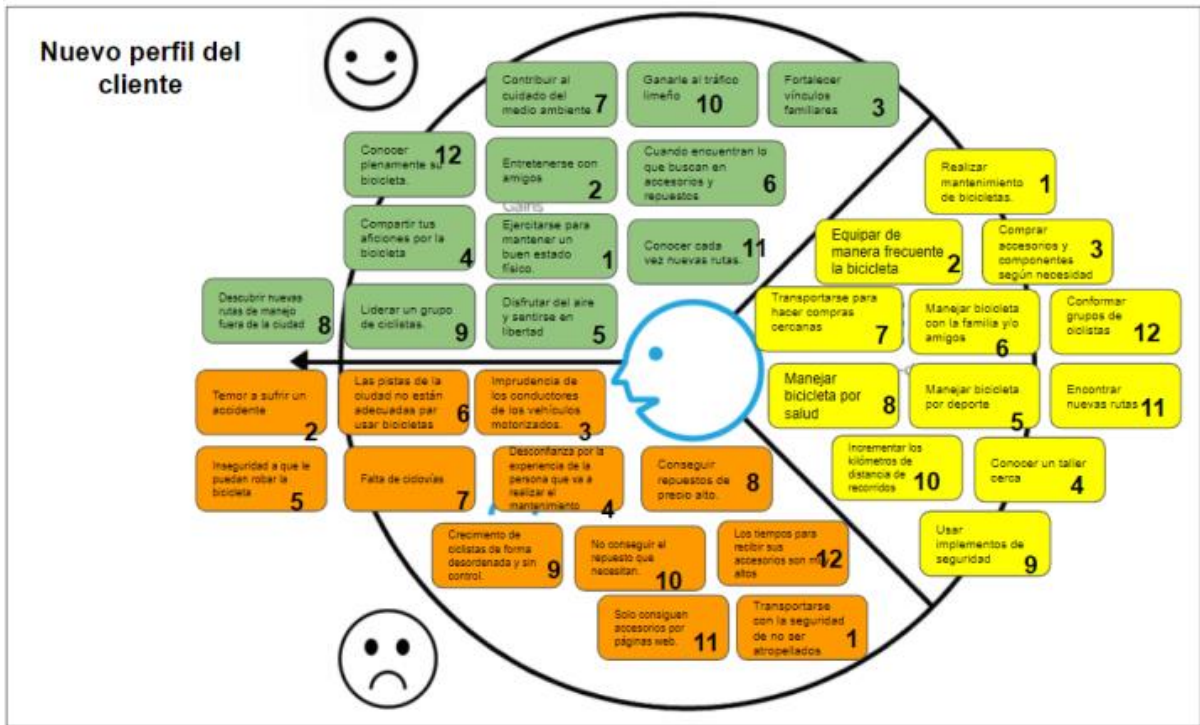 Nuevo perfil del
cliente
Contribuir al
cuidado del
medio ambiente
7
Ganarle al tráfico
limeño
10
Fortalecer
vínculos familiares
3
Conocer
plenamente su
bicicleta.
12
Entretenerse con
amigos
2
Cuando encuentran lo
que buscan en
accesorios y
repuestos
6
Gains
Compartir tus
aficiones por la
bicicleta
4
Ejercitarse para
mantener un
buen estado
físico.
1
Conocer cada
vez nuevas rutas.
11
Descubrir nuevas
rutas de manejo
fuera de la ciudad
8
Liderar un grupo
de ciclistas.
9
Disfrutar del aire
y sentirse en
libertad
5
Realizar
mantenimiento
de bicicletas.
1
Equipar de
manera frecuente
la bicicleta
2
Comprar
accesorios y
componentes
según necesidad
3
Transportarse para
hacer compras
cercanas
7
Manejar bicicleta
con la familia y/o
amigos
6
Conformar
grupos de
ciclistas
12
Manejar
bicicleta por
salud
8
Manejar bicicleta
por deporte
5
Encontrar
nuevas rutas
11
Incrementar los
kilómetros de
distancia de
recorridos
10
Conocer un taller
cerca
4
Usar
implementos de
seguridad
9
Temor a sufrir un
accidente
2
Las pistas de la
ciudad no están
adecuadas par
usar bicicletas
6
Imprudencia de
los conductores
de los vehículos
motorizados.
3
Inseguridad a que le
puedan robar la
bicicleta
5
Falta de ciclovías
7
Desconfianza por la
experiencia de la
persona que va a
realizar el
mantenimiento
4
Conseguir
repuestos de
precio alto.
8
Crecimiento de
ciclistas de forma
desordenada y sin
control.
9
No conseguir el
repuesto que
necesitan.
10
Los tiempos para
recibir sus
accesorios son muy
altos
12
Solo consiguen
accesorios por
páginas web.
11
Transportarse
con la seguridad
de no ser
atropellados
1